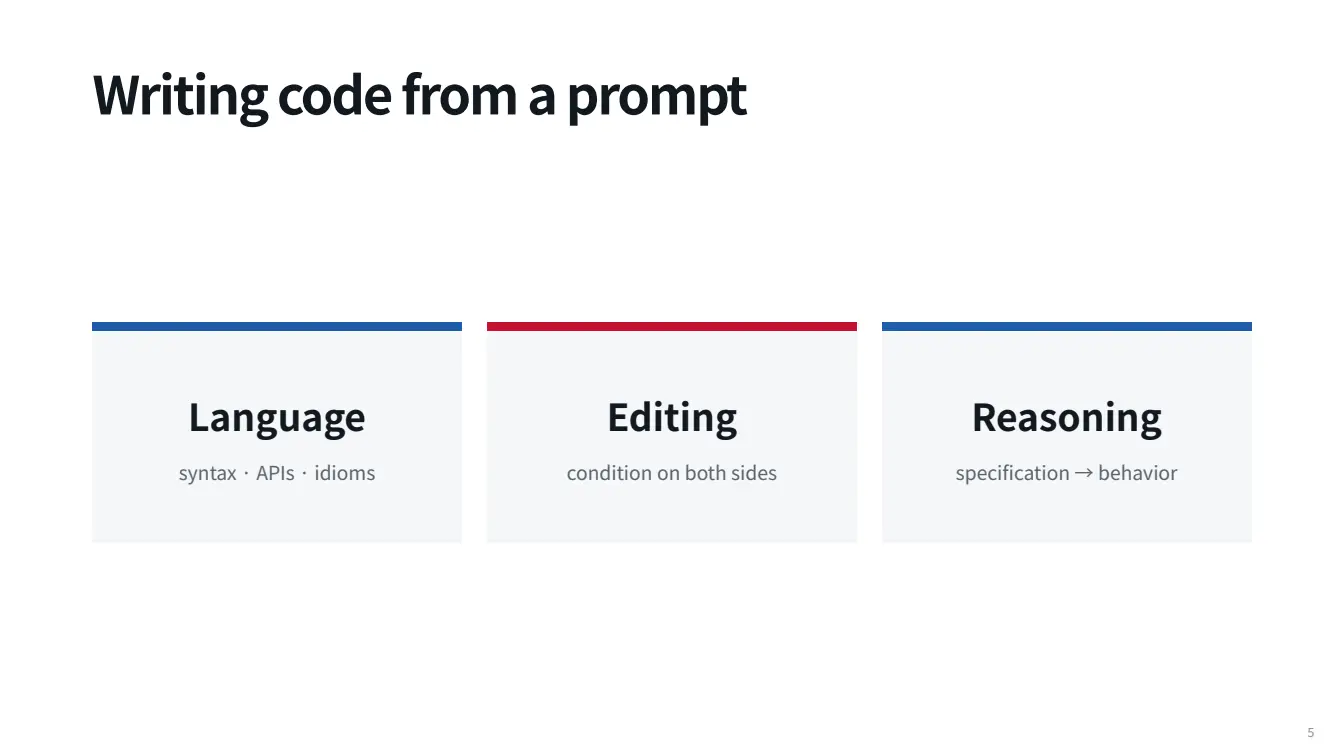 Writing code from a prompt
Language
syntax · APIs · idioms
Editing
condition on both sides
Reasoning
specification → behavior
5